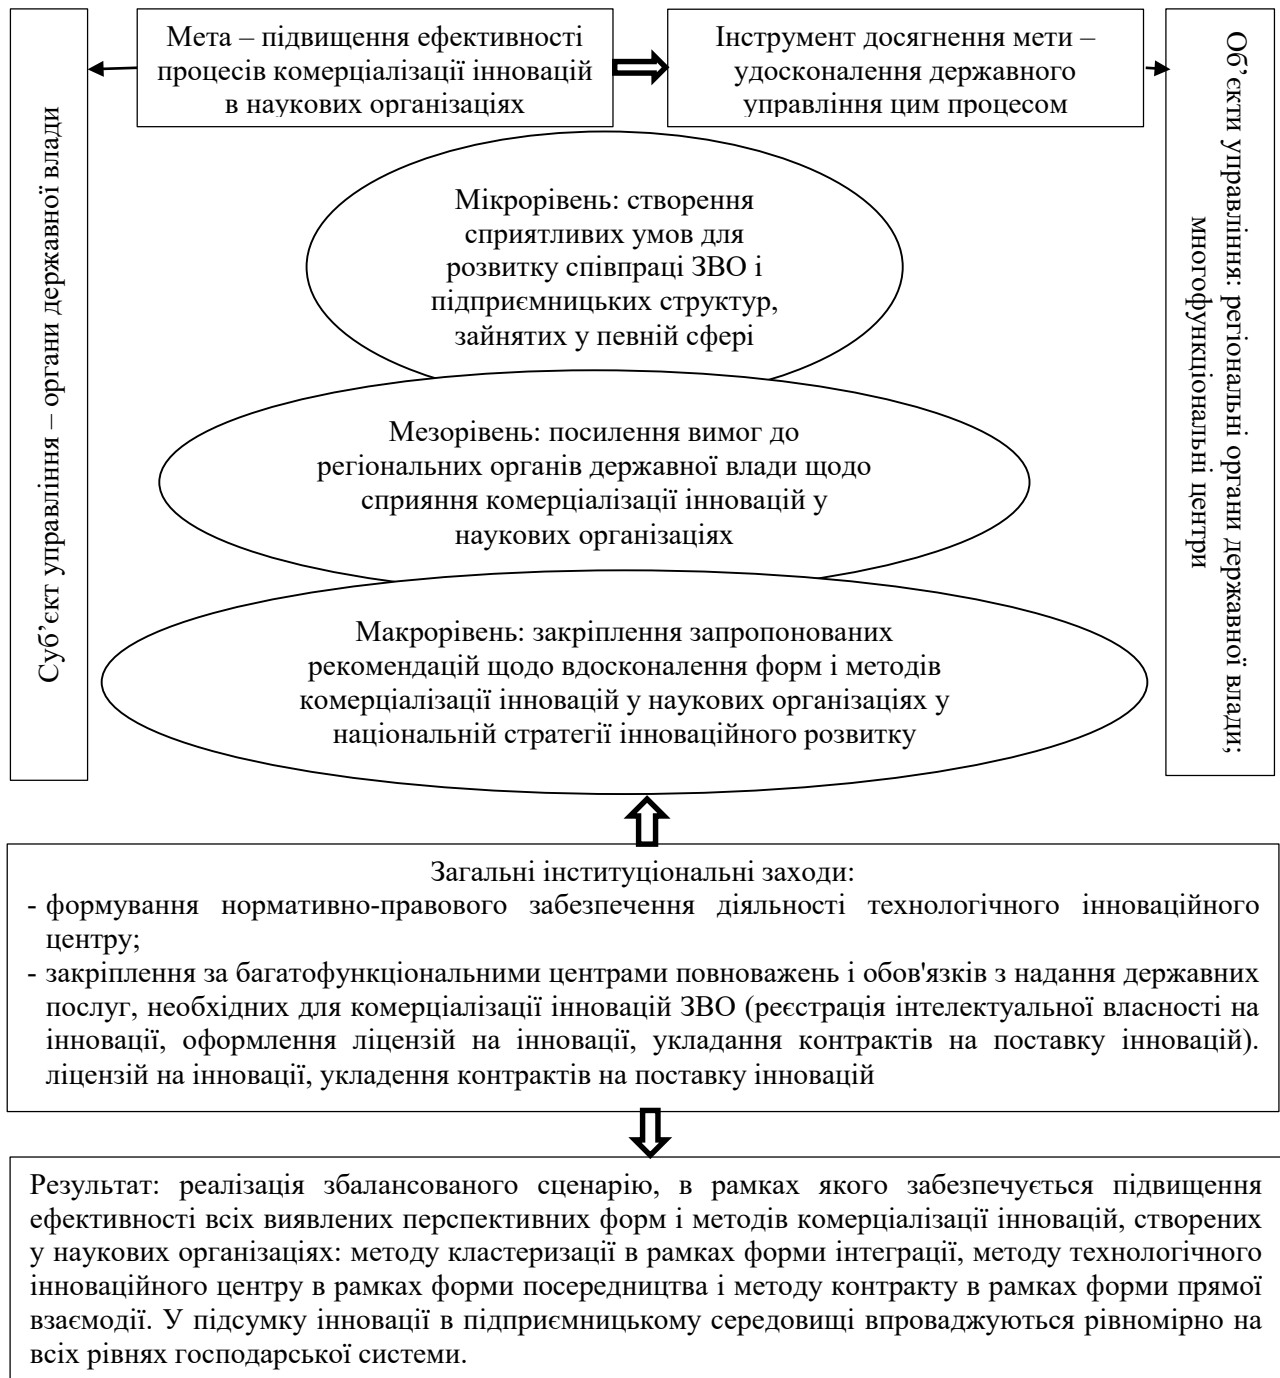 Мета – підвищення ефективності
процесів комерціалізації інновацій
в наукових організаціях
Інструмент досягнення мети –
удосконалення державного
управління цим процесом
Суб’єкт управління – органи державної влади
Об’єкти управління: регіональні органи державної влади;
многофункціональні центри
Мікрорівень: створення
сприятливих умов для
розвитку співпраці ЗВО і
підприємницьких структур,
зайнятих у певній сфері
Мезорівень: посилення вимог до
регіональних органів державної влади щодо
сприяння комерціалізації інновацій у
наукових організаціях
Макрорівень: закріплення запропонованих
рекомендацій щодо вдосконалення форм і методів
комерціалізації інновацій у наукових організаціях у
національній стратегії інноваційного розвитку
Загальні інституціональні заходи:
- формування нормативно-правового забезпечення діяльності технологічного інноваційного
центру;
- закріплення за багатофункціональними центрами повноважень і обов'язків з надання державних
послуг, необхідних для комерціалізації інновацій ЗВО (реєстрація інтелектуальної власності на
інновації, оформлення ліцензій на інновації, укладання контрактів на поставку інновацій).
ліцензій на інновації, укладення контрактів на поставку інновацій
Результат: реалізація збалансованого сценарію, в рамках якого забезпечується підвищення
ефективності всіх виявлених перспективних форм і методів комерціалізації інновацій, створених
у наукових організаціях: методу кластеризації в рамках форми інтеграції, методу технологічного
інноваційного центру в рамках форми посередництва і методу контракту в рамках форми прямої
взаємодії. У підсумку інновації в підприємницькому середовищі впроваджуються рівномірно на
всіх рівнях господарської системи.